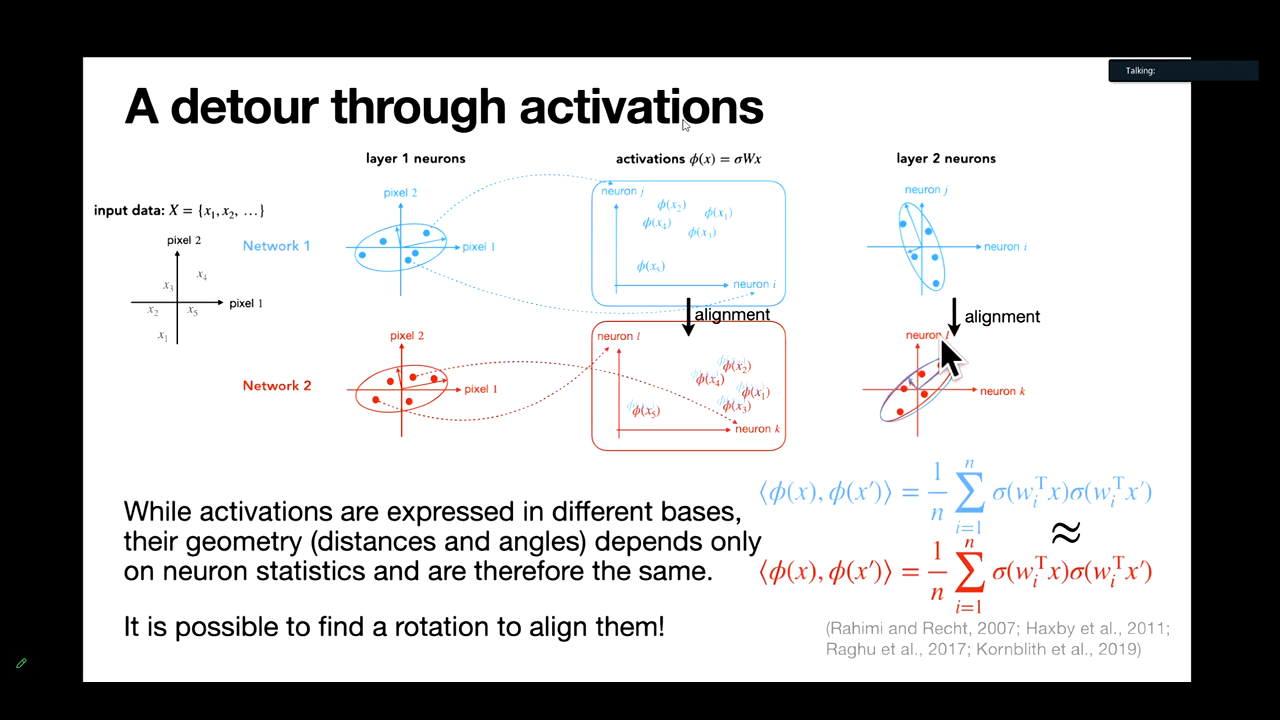 Talking:
A detour through activations
layer 1 neurons
activations ϕ(x) = σWx
layer 2 neurons
input data: X = {x₁, x₂, …}
pixel 2
pixel 1
x₄
x₃
x₂
x₅
x₁
Network 1
pixel 2
pixel 1
neuron j
ϕ(x₂)
ϕ(x₁)
ϕ(x₄)
ϕ(x₃)
ϕ(x₅)
neuron i
neuron j
neuron i
alignment
alignment
Network 2
pixel 2
pixel 1
neuron l
ϕ(x₂)
ϕ(x₄)
ϕ(x₁)
ϕ(x₃)
ϕ(x₅)
neuron k
neuron l
neuron k
While activations are expressed in different bases,
their geometry (distances and angles) depends only
on neuron statistics and are therefore the same.
It is possible to find a rotation to align them!
⟨ϕ(x), ϕ(x′)⟩ = 1/n ∑ⁿᵢ₌₁ σ(wᵢᵀx)σ(wᵢᵀx′)
≈
⟨ϕ(x), ϕ(x′)⟩ = 1/n ∑ⁿᵢ₌₁ σ(wᵢᵀx)σ(wᵢᵀx′)
(Rahimi and Recht, 2007; Haxby et al., 2011;
Raghu et al., 2017; Kornblith et al., 2019)